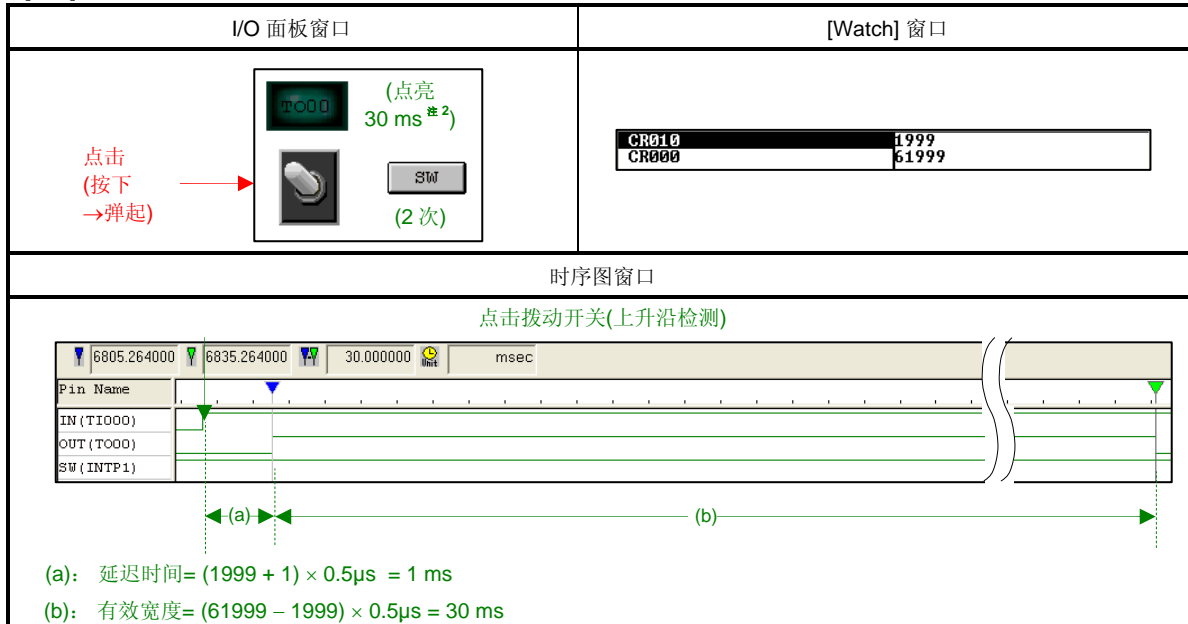 I/O 面板窗口
[Watch] 窗口
TO00
(点亮
30 ms 注 2)
点击
(按下
→弹起)
SW
(2 次)
CR010 1999
CR000 61999
时序图窗口
点击拨动开关(上升沿检测)
6805.264000 6835.264000 30.000000 Unit msec
Pin Name
IN(TI000)
OUT(TO00)
SW(INTP1)
(a)
(b)
(a): 延迟时间= (1999 + 1) × 0.5μs = 1 ms
(b): 有效宽度= (61999 − 1999) × 0.5μs = 30 ms